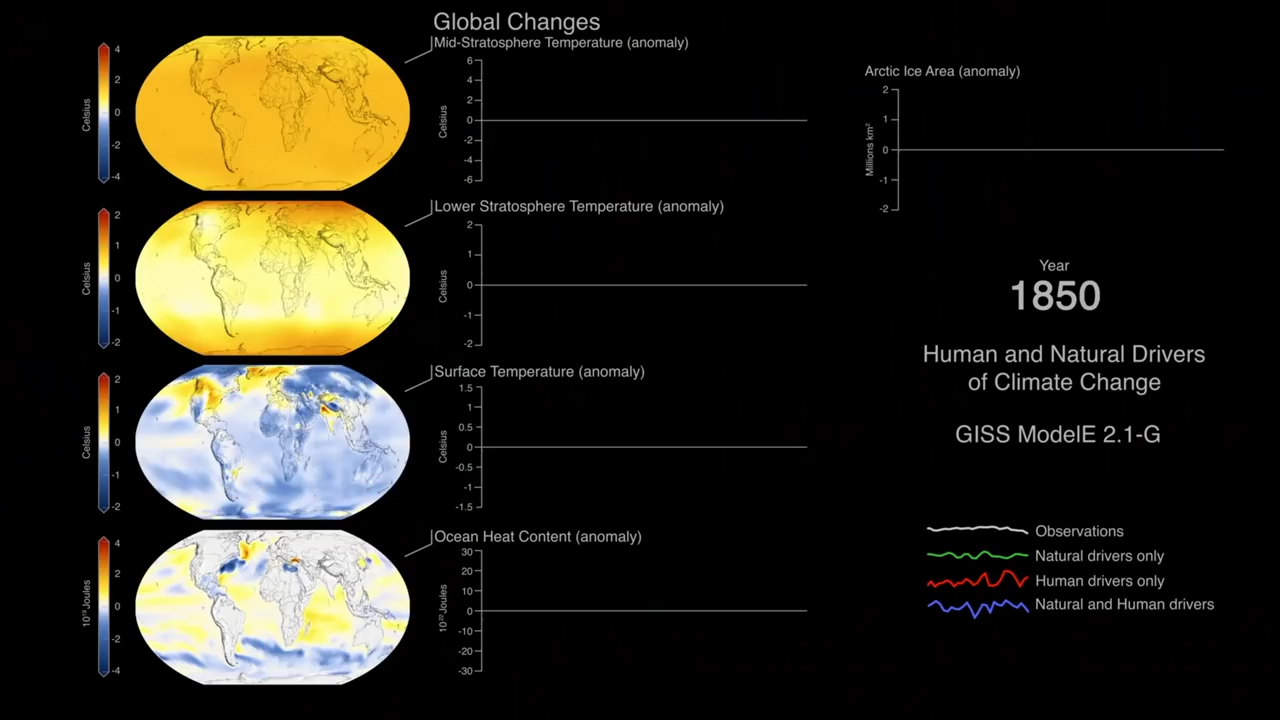 Global Changes
Mid-Stratosphere Temperature (anomaly)
Celsius
4
2
0
-2
-4
Celsius
6
4
2
0
-2
-4
-6
Arctic Ice Area (anomaly)
Millions km²
2
1
0
-1
-2
Lower Stratosphere Temperature (anomaly)
Celsius
2
1
0
-1
-2
Celsius
2
1
0
-1
-2
Year
1850
Human and Natural Drivers
of Climate Change
GISS ModelE 2.1-G
Surface Temperature (anomaly)
Celsius
2
1
0
-1
-2
Celsius
1.5
1
0.5
0
-0.5
-1
-1.5
Ocean Heat Content (anomaly)
10¹⁹Joules
4
2
0
-2
-4
10²²Joules
30
20
10
0
-10
-20
-30
Observations
Natural drivers only
Human drivers only
Natural and Human drivers